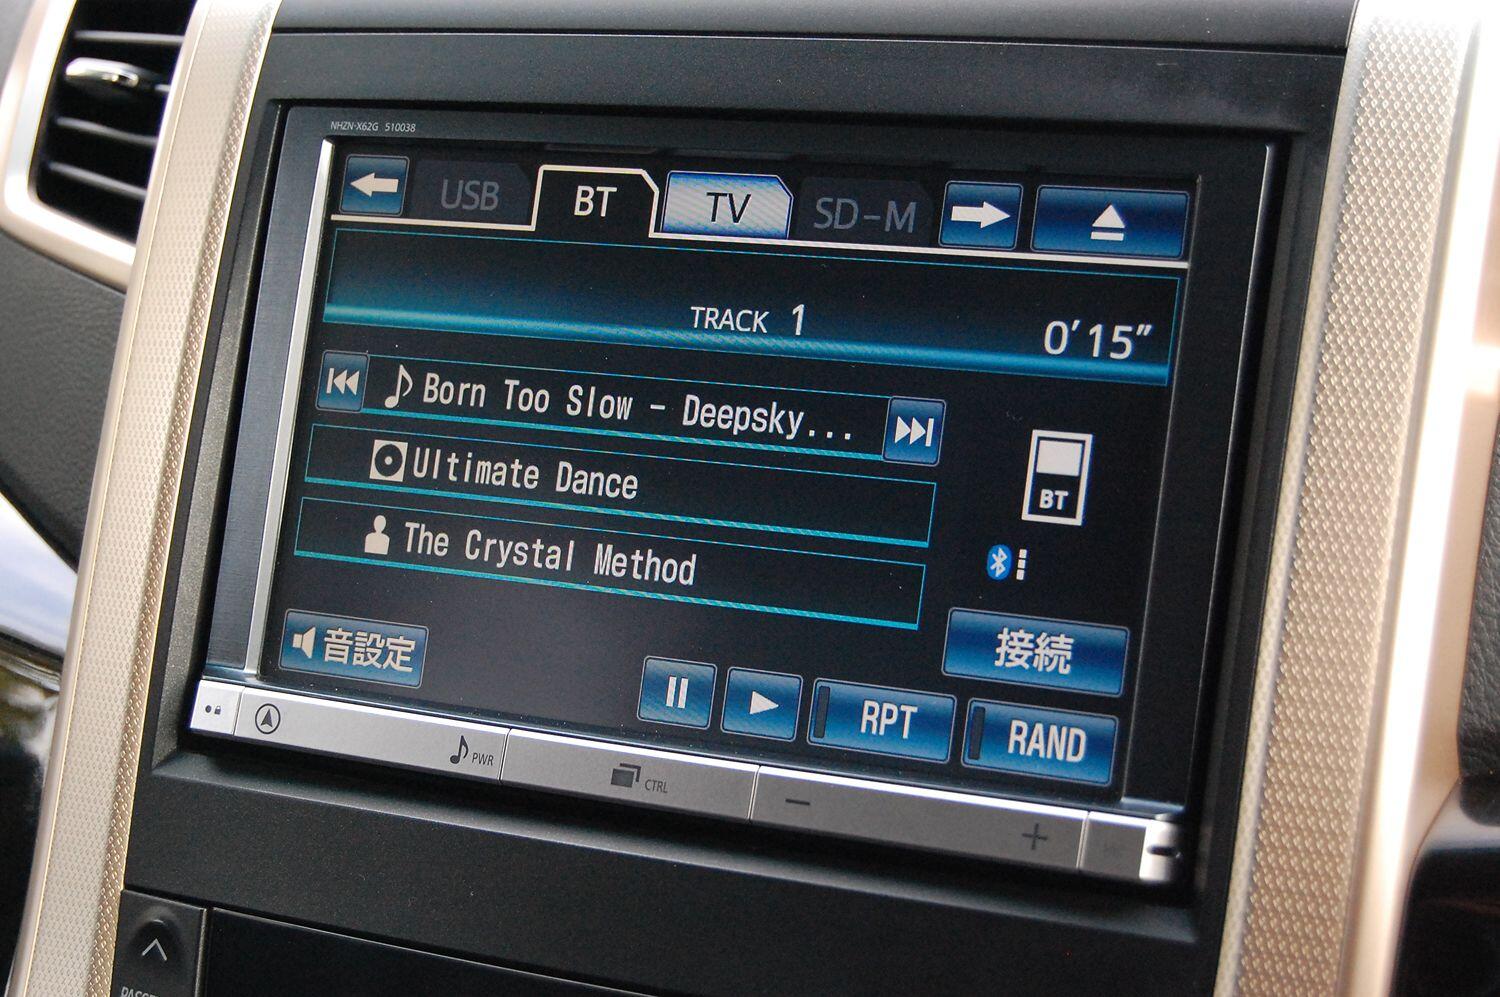 NHZN-X62G 510038
USB BT TV SD-M
TRACK 1 0'15”
Born Too Slow - Deepsky...
Ultimate Dance
BT
The Crystal Method
音設定
接続
RPT
RAND
PWR
CTRL
− +